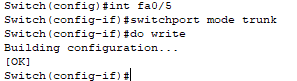 Switch(config)#int fa0/5
Switch(config-if)#switchport mode trunk
Switch(config-if)#do write
Building configuration...
[OK]
Switch(config-if)#